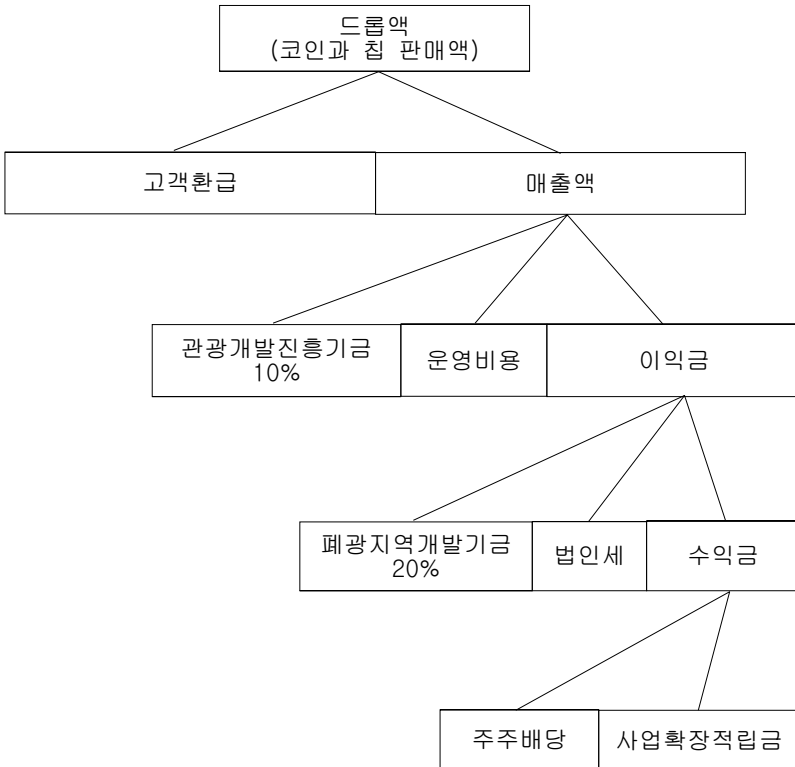 드롭액
(코인과 칩 판매액)
고객환급
매출액
관광개발진흥기금
10%
운영비용
이익금
폐광지역개발기금
20%
법인세
수익금
주주배당
사업확장적립금